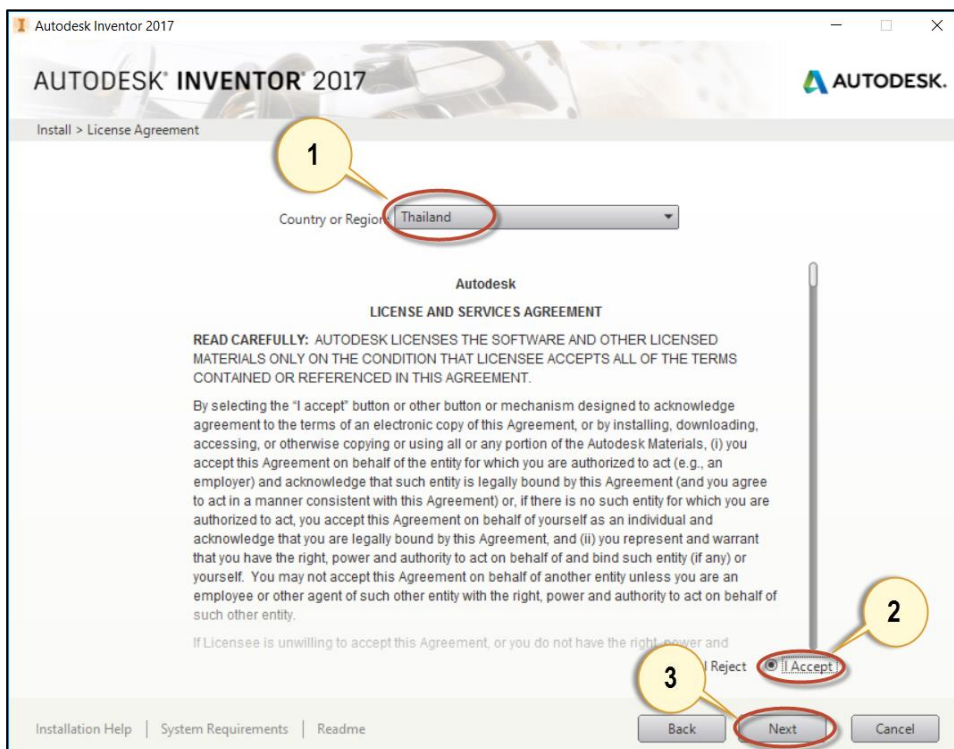 Autodesk Inventor 2017
AUTODESK® INVENTOR® 2017
AUTODESK.
Install > License Agreement
1
Country or Region: Thailand
Autodesk
LICENSE AND SERVICES AGREEMENT
READ CAREFULLY: AUTODESK LICENSES THE SOFTWARE AND OTHER LICENSED
MATERIALS ONLY ON THE CONDITION THAT LICENSEE ACCEPTS ALL OF THE TERMS
CONTAINED OR REFERENCED IN THIS AGREEMENT.
By selecting the “I accept” button or other button or mechanism designed to acknowledge
agreement to the terms of an electronic copy of this Agreement, or by installing, downloading,
accessing, or otherwise copying or using all or any portion of the Autodesk Materials, (i) you
accept this Agreement on behalf of the entity for which you are authorized to act (e.g., an
employer) and acknowledge that such entity is legally bound by this Agreement (and you agree
to act in a manner consistent with this Agreement) or, if there is no such entity for which you are
authorized to act, you accept this Agreement on behalf of yourself as an individual and
acknowledge that you are legally bound by this Agreement, and (ii) you represent and warrant
that you have the right, power and authority to act on behalf of and bind such entity (if any) or
yourself. You may not accept this Agreement on behalf of another entity unless you are an
employee or other agent of such other entity with the right, power and authority to act on behalf of
such other entity.
If Licensee is unwilling to accept this Agreement, or you do not have the right, power and
2
I Reject I Accept
3
Installation Help | System Requirements | Readme
Back Next Cancel